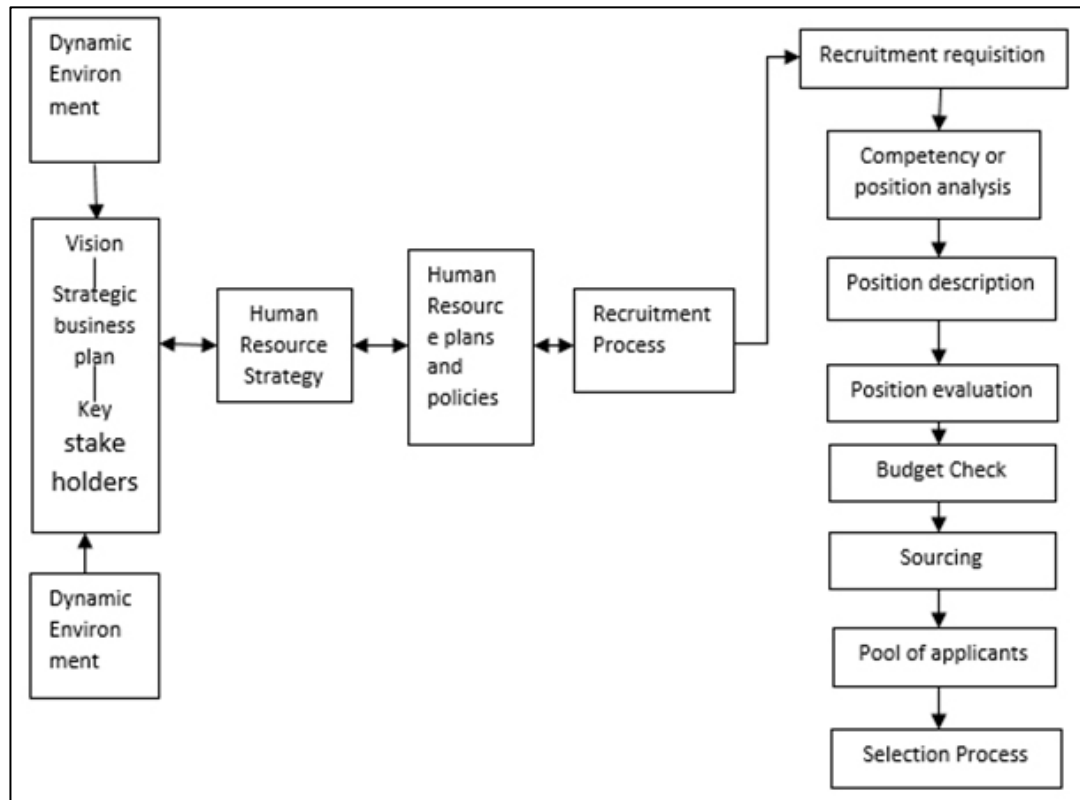 Dynamic
Environ
ment
Vision
Strategic
business
plan
Key
stake
holders
Dynamic
Environ
ment
Human
Resource
Strategy
Human
Resourc
e plans
and
policies
Recruitment
Process
Recruitment requisition
Competency or
position analysis
Position description
Position evaluation
Budget Check
Sourcing
Pool of applicants
Selection Process